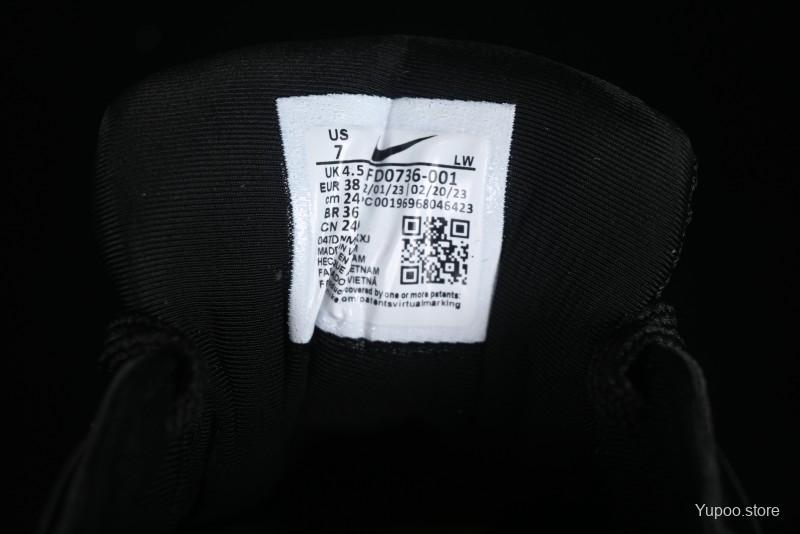 US
7
LW
UK 4.5 FD0736-001
EUR 38 2/01/23 02/20/23
cm 24 PC 00196968046423
BR 36
CN 24
MADE IN
VIETNAM
covered by one or more patents:
patentsvirtualmarking
Yupoo.store